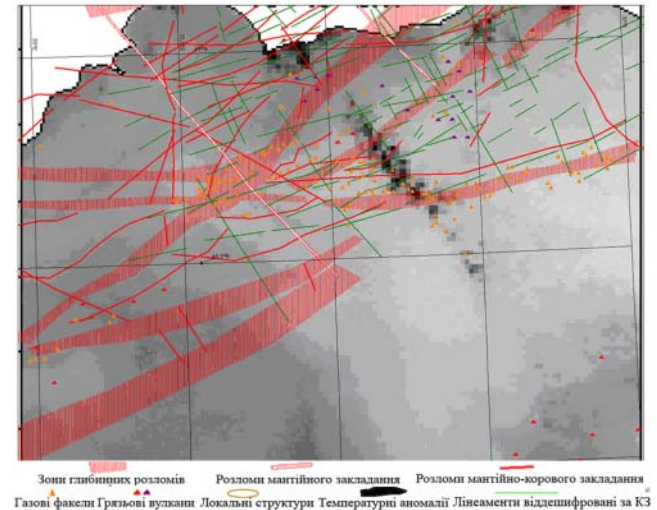 Зони глибинних розломів Розломи мантійного закладання Розломи мантійно-корового закладання
Газові факели Грязьові вулкани Локальні структури Температурні аномалії Лінеаменти віддешифровані за КЗ